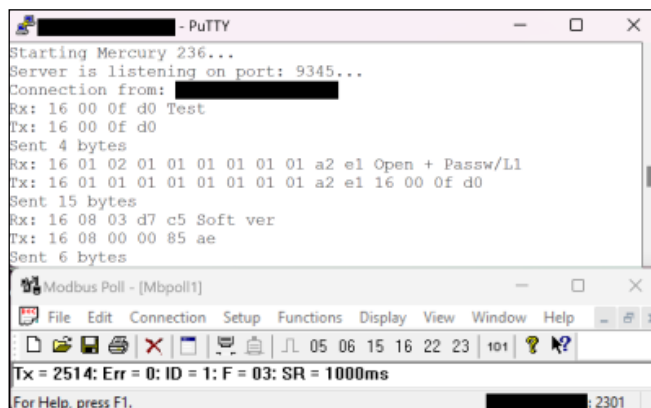 - PuTTY
Starting Mercury 236...
Server is listening on port: 9345...
Connection from:
Rx: 16 00 0f d0 Test
Tx: 16 00 0f d0
Sent 4 bytes
Rx: 16 01 02 01 01 01 01 01 01 a2 e1 Open + Passw/L1
Tx: 16 01 01 01 01 01 01 01 01 a2 e1 16 00 0f d0
Sent 15 bytes
Rx: 16 08 03 d7 c5 Soft ver
Tx: 16 08 00 00 85 ae
Sent 6 bytes
Modbus Poll - [Mbpoll1]
File Edit Connection Setup Functions Display View Window Help
05 06 15 16 22 23 101
Tx = 2514: Err = 0: ID = 1: F = 03: SR = 1000ms
For Help, press F1. : 2301